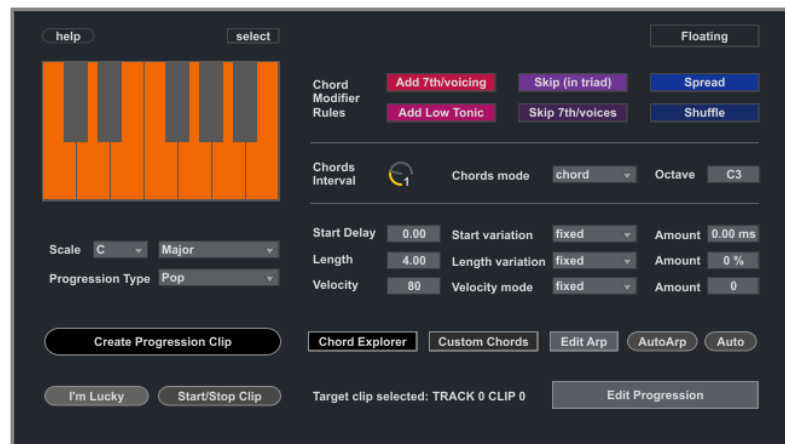 help
select
Floating
Chord
Modifier
Rules
Add 7th/voicing
Skip (in triad)
Spread
Add Low Tonic
Skip 7th/voices
Shuffle
Chords
Interval
1
Chords mode
chord
Octave
C3
Scale
C
Major
Progression Type
Pop
Start Delay
0.00
Start variation
fixed
Amount
0.00 ms
Length
4.00
Length variation
fixed
Amount
0 %
Velocity
80
Velocity mode
fixed
Amount
0
Create Progression Clip
Chord Explorer
Custom Chords
Edit Arp
AutoArp
Auto
I'm Lucky
Start/Stop Clip
Target clip selected: TRACK 0 CLIP 0
Edit Progression